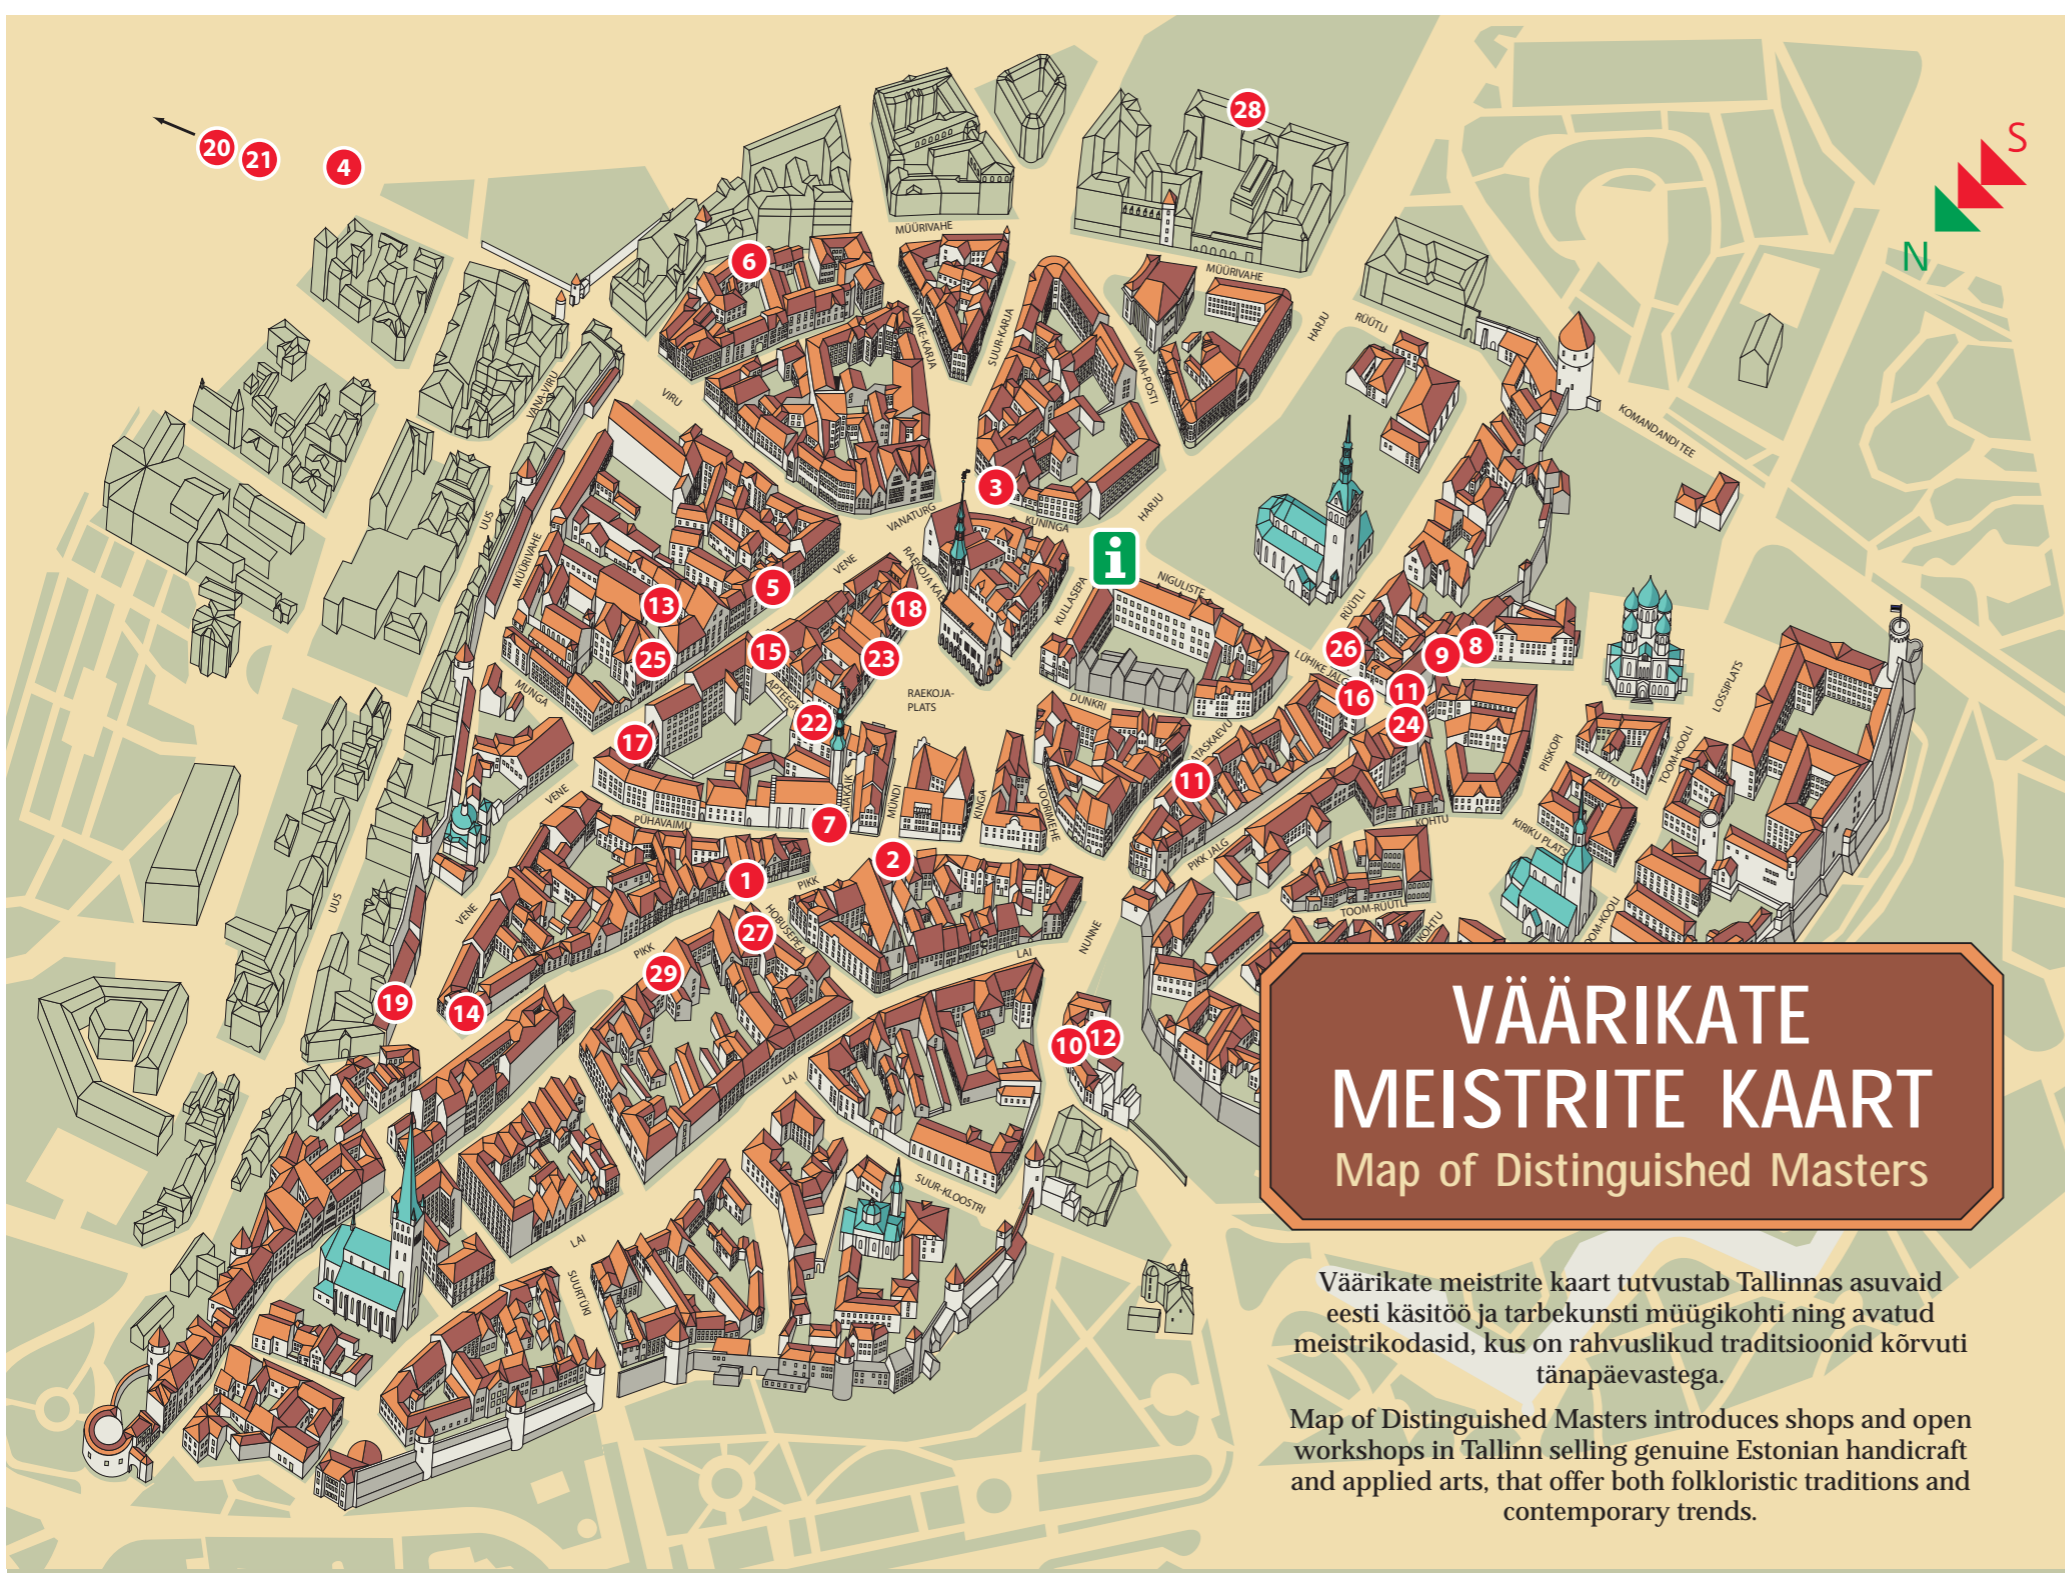 28
20
21
4
S
N
MÜÜRIVAHE
6
MÜÜRIVAHE
VÄIKE-KARJA
SUUR-KARJA
HARJU
RÜÜTLI
VANA-POSTI
VANA-VIRU
VIRU
KOMANDANDI TEE
3
UUS
VANATURG
KUNINGA
HARJU
MÜÜRIVAHE
VENE
i
5
KULLASEPA
NIGULISTE
13
18
RÜÜTLI
25
15
23
26
9
8
LÜHIKE JALG
MUNGA
RAEKOJA-
PLATS
DUNKRI
16
11
LOSSIPLATS
22
24
17
RATASKAEVU
PIISKOPI
TOOM-KOOLI
RÜTU
11
VENE
SAIAKÄIK
MÜNDI
KINGA
VOORIMEHE
PÜHAVAIMU
7
KOHTU
KIRIKU PLATS
2
PIKK JALG
1
PIKK
UUS
VENE
HOBUSEPEA
TOOM-RÜÜTLI
27
PIKK
29
LAI
NUNNE
19
14
10
12
LAI
VÄÄRIKATE
MEISTRITE KAART
Map of Distinguished Masters
SUUR-KLOOSTRI
LAI
SUURTÜKI
Väärikate meistrite kaart tutvustab Tallinnas asuvaid
eesti käsitöö ja tarbekunsti müügikohti ning avatud
meistrikodasid, kus on rahvuslikud traditsioonid kõrvuti
tänapäevastega.
Map of Distinguished Masters introduces shops and open
workshops in Tallinn selling genuine Estonian handicraft
and applied arts, that offer both folkloristic traditions and
contemporary trends.